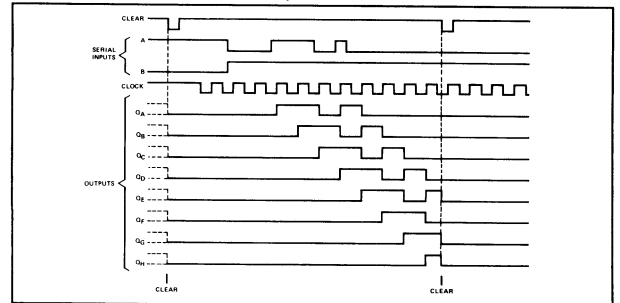 CLEAR
A
SERIAL
INPUTS
B
CLOCK
QA
QB
QC
QD
OUTPUTS
QE
QF
QG
QH
CLEAR
CLEAR